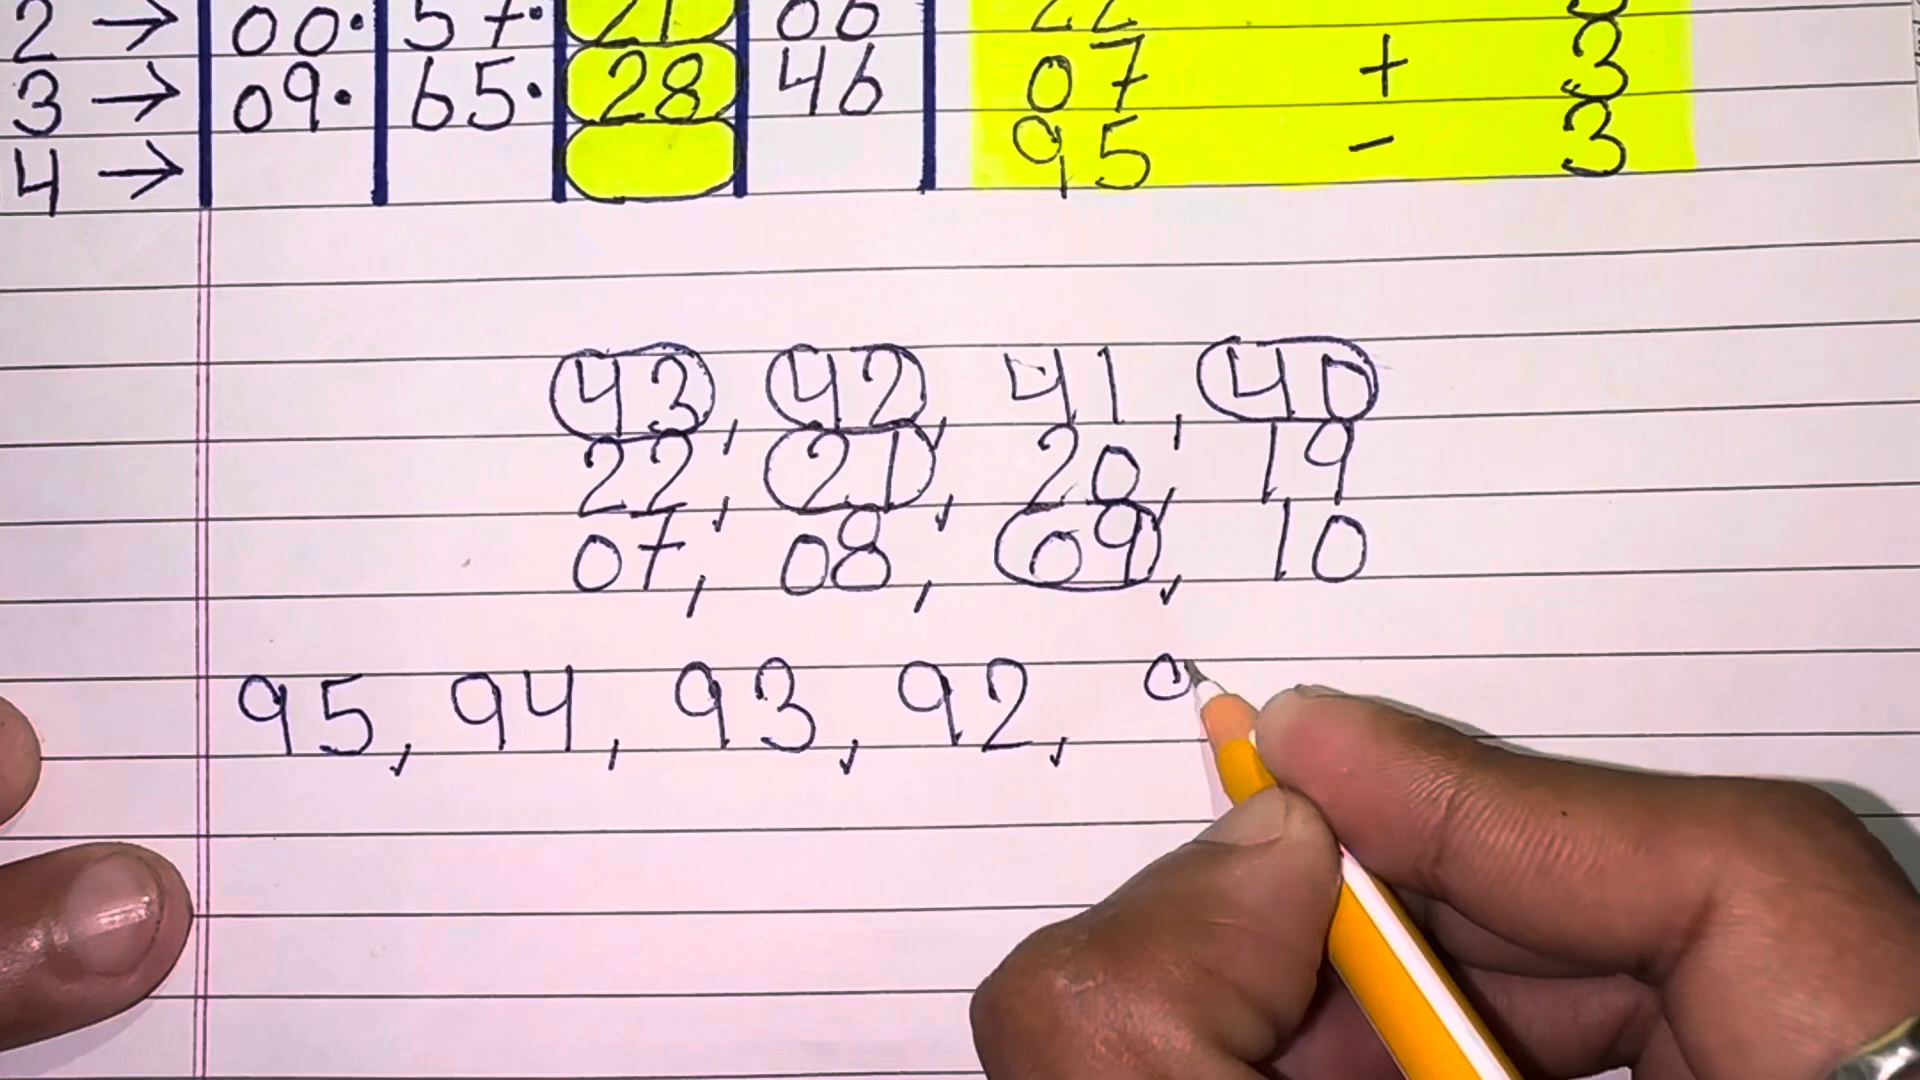 2 → 00. 57. 21 06 22
3 → 09. 65. 28 46 07 + 3
4 → 95 - 3
43, 42, 41, 40
22, 21, 20, 19
07, 08, 09, 10
95, 94, 93, 92, 9